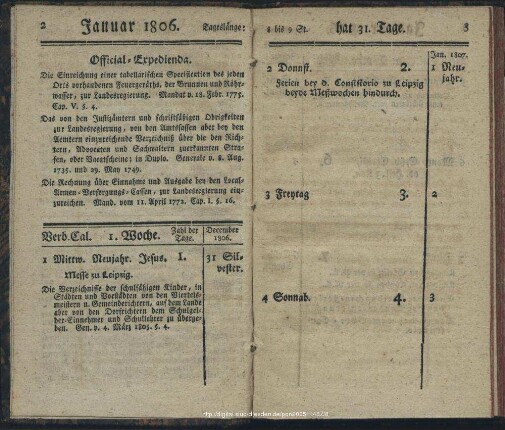 2 Januar 1806. Tageslänge:
Official-Expedienda.
Die Einreichung einer tabellarischen Specification des jeden
Orts vorhandenen Feuergeräths, der Brunnen und Röhr-
wasser, zur Landesregierung. Mandat v. 18. Febr. 1775.
Cap. V. §. 4.
Das von den Justizämtern und schriftsäßigen Obrigkeiten
zur Landesregierung, von den Amtsassen aber bey den
Aemtern einzureichende Verzeichniß über die den Rich-
tern, Advocaten und Sachwaltern zuerkannten Stra-
fen, oder Vacatscheine; in Duplo. Generale v. 8. Aug.
1735. und 29. May 1749.
Die Rechnung über Einnahme und Ausgabe bey den Local-
Armen-Versorgungs-Cassen, zur Landesregierung ein-
zureichen. Mand. vom 11. April 1772. Cap. I. §. 16.
Verb. Cal. 1. Woche. Zahl der Tage. December 1806.
1 Mittw. Neujahr. Jesus. 1. 31 Sil-
vester.
Messe zu Leipzig.
Die Verzeichnisse der schulfähigen Kinder, in
Städten und Vorstädten von den Viertels-
meistern u. Gemeinderichtern, auf dem Lande
aber von den Dorfrichtern dem Schulgel-
der-Einnehmer und Schullehrer zu überge-
ben. Gen. v. 4. März 1805. §. 4.
8 bis 9 St. hat 31. Tage. 3
Jan. 1807.
2 Donnst. 2. 1 Neu-
jahr.
Ferien bey d. Consistorio zu Leipzig
beyde Meßwochen hindurch.
3 Freytag 3. 2
4 Sonnab. 4. 3